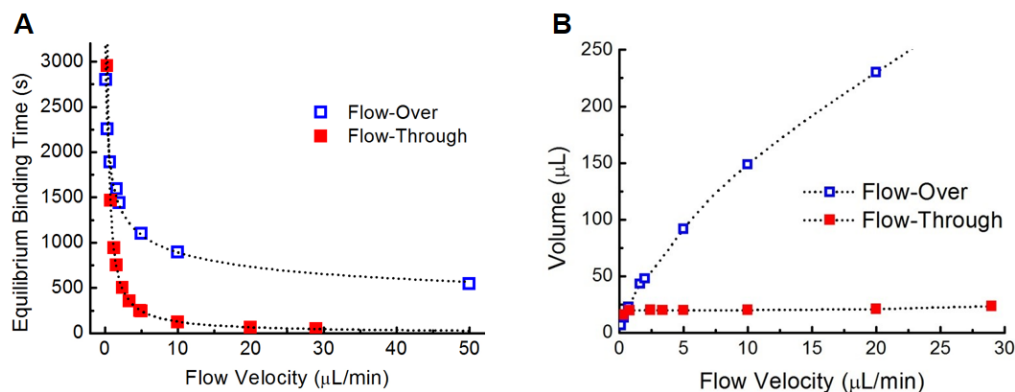 A
Equilibrium Binding Time (s)
3000
2500
2000
1500
1000
500
0
0 10 20 30 40 50
Flow Velocity (μL/min)
Flow-Over
Flow-Through
B
Volume (μL)
250
200
150
100
50
0
0 5 10 15 20 25 30
Flow Velocity (μL/min)
Flow-Over
Flow-Through